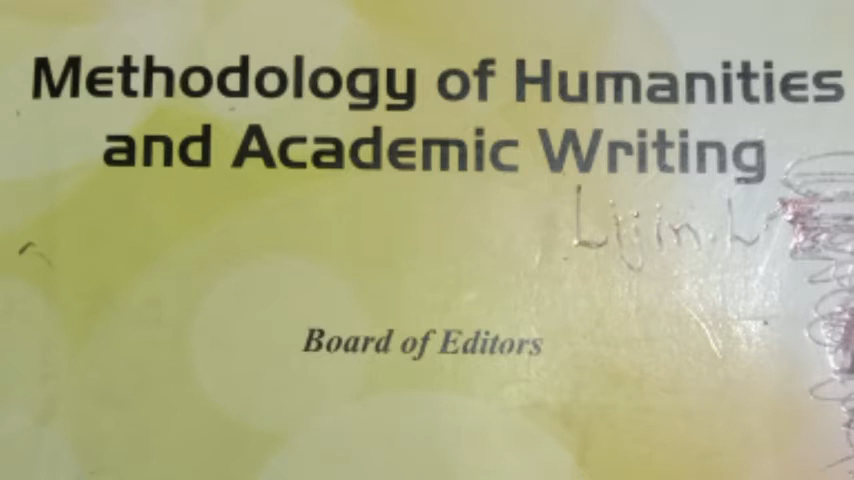 Methodology of Humanities
and Academic Writing
Lijin. L
Board of Editors